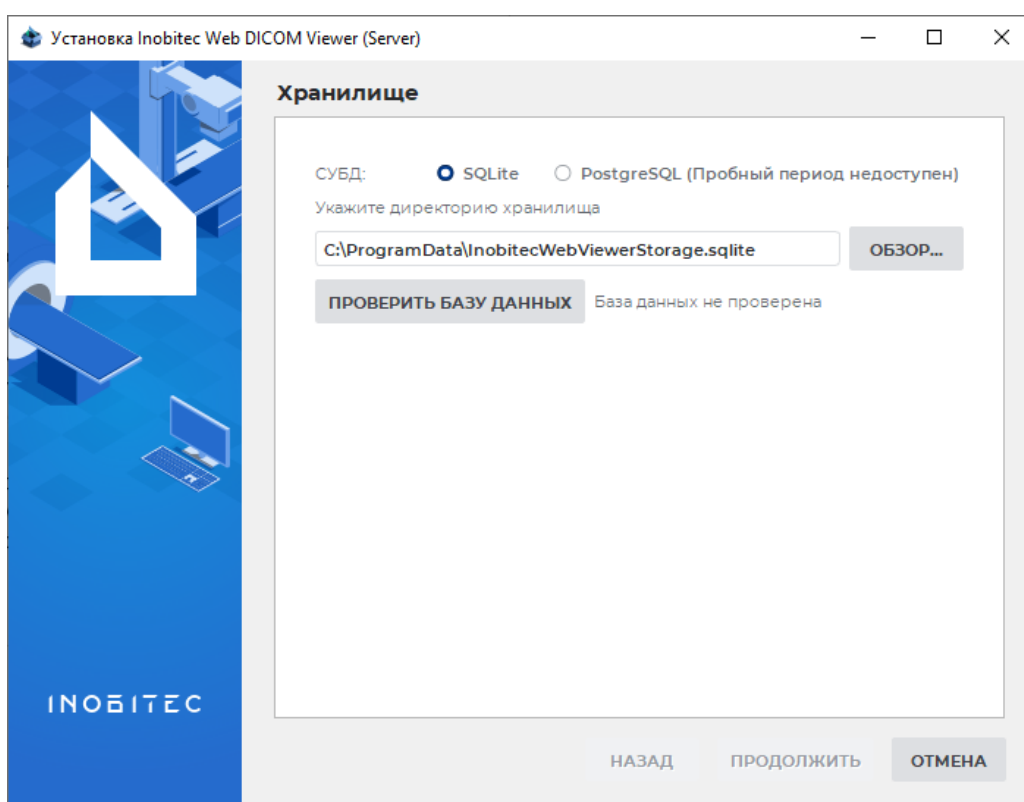 Установка Inobitec Web DICOM Viewer (Server)
Хранилище
СУБД: SQLite PostgreSQL (Пробный период недоступен)
Укажите директорию хранилища
C:\ProgramData\InobitecWebViewerStorage.sqlite ОБЗОР...
ПРОВЕРИТЬ БАЗУ ДАННЫХ База данных не проверена
INOBITEC
НАЗАД ПРОДОЛЖИТЬ ОТМЕНА